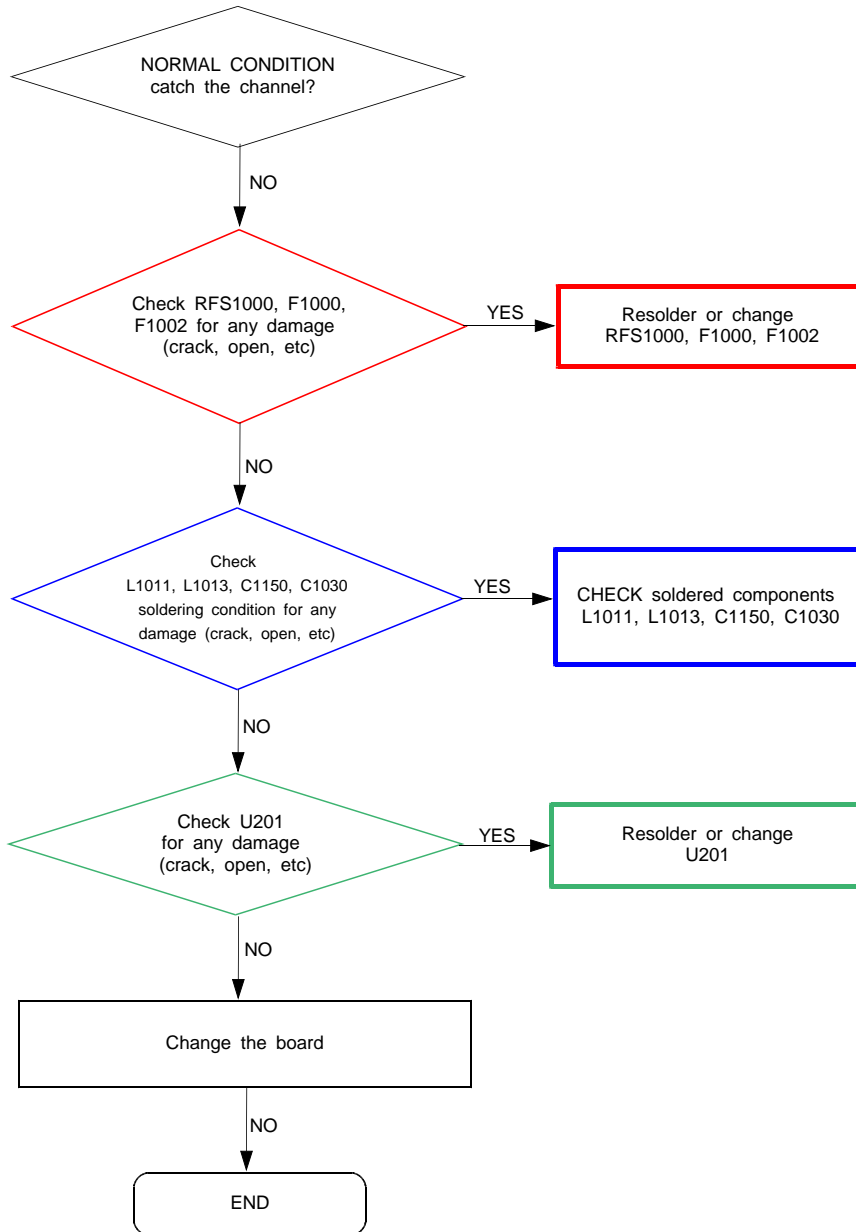 NORMAL CONDITION
catch the channel?
NO
Check RFS1000, F1000,
F1002 for any damage
(crack, open, etc)
YES
Resolder or change
RFS1000, F1000, F1002
NO
Check
L1011, L1013, C1150, C1030
soldering condition for any
damage (crack, open, etc)
YES
CHECK soldered components
L1011, L1013, C1150, C1030
NO
Check U201
for any damage
(crack, open, etc)
YES
Resolder or change
U201
NO
Change the board
NO
END